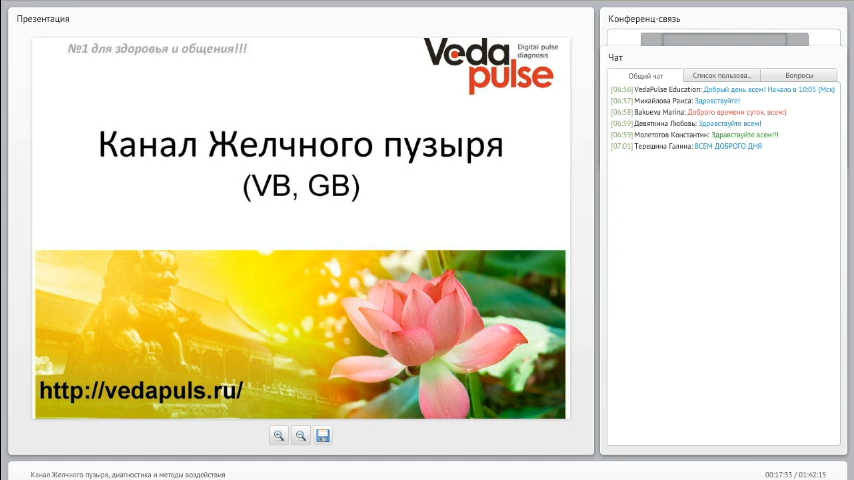 Презентация
№1 для здоровья и общения!!!
Veda pulse
Digital pulse
diagnosis
Канал Желчного пузыря
(VB, GB)
http://vedapuls.ru/
Конференц-связь
Чат
Общий чат
Список пользова...
Вопросы
[06:56] VedaPulse Education: Добрый день всем! Начало в 10:05 (Мск)
[06:57] Михайлова Раиса: Здравствуйте!
[06:58] Bakueva Marina: Доброго времени суток, всем:)
[06:59] Девяткина Любовь: Здравствуйте всем!
[06:59] Молетотов Константин: Здравствуйте всем!!!
[07:01] Терешина Галина: ВСЕМ ДОБРОГО ДНЯ
Канал Желчного пузыря, диагностика и методы воздействия
00:17:33 / 01:42:15